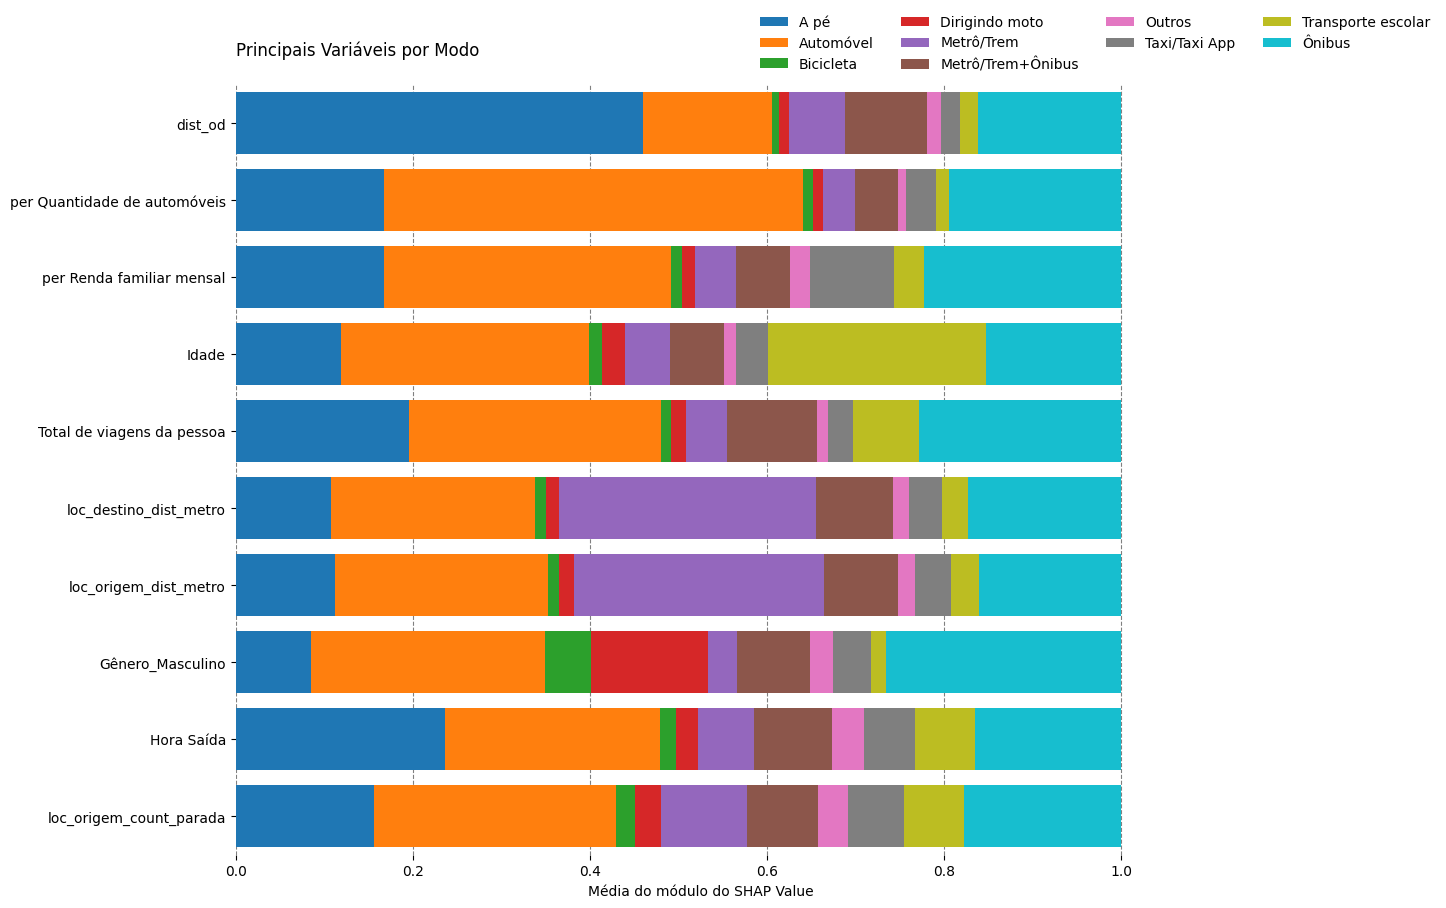 A pé
Automóvel
Bicicleta
Dirigindo moto
Metrô/Trem
Metrô/Trem+Ônibus
Outros
Taxi/Taxi App
Transporte escolar
Ônibus
Principais Variáveis por Modo
dist_od
per Quantidade de automóveis
per Renda familiar mensal
Idade
Total de viagens da pessoa
loc_destino_dist_metro
loc_origem_dist_metro
Gênero_Masculino
Hora Saída
loc_origem_count_parada
0.0 0.2 0.4 0.6 0.8 1.0
Média do módulo do SHAP Value